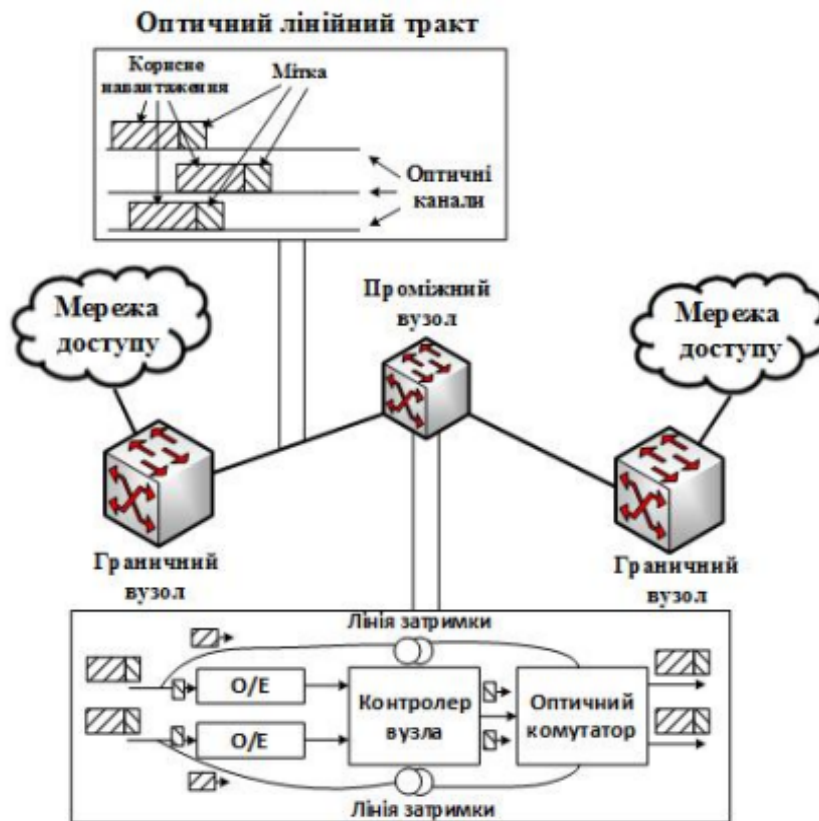 Оптичний лінійний тракт
Корисне
навантаження
Мітка
Оптичні
канали
Мережа
доступу
Проміжний
вузол
Мережа
доступу
Граничний
вузол
Граничний
вузол
Лінія затримки
О/Е
Контролер
вузла
Оптичний
комутатор
О/Е
Лінія затримки